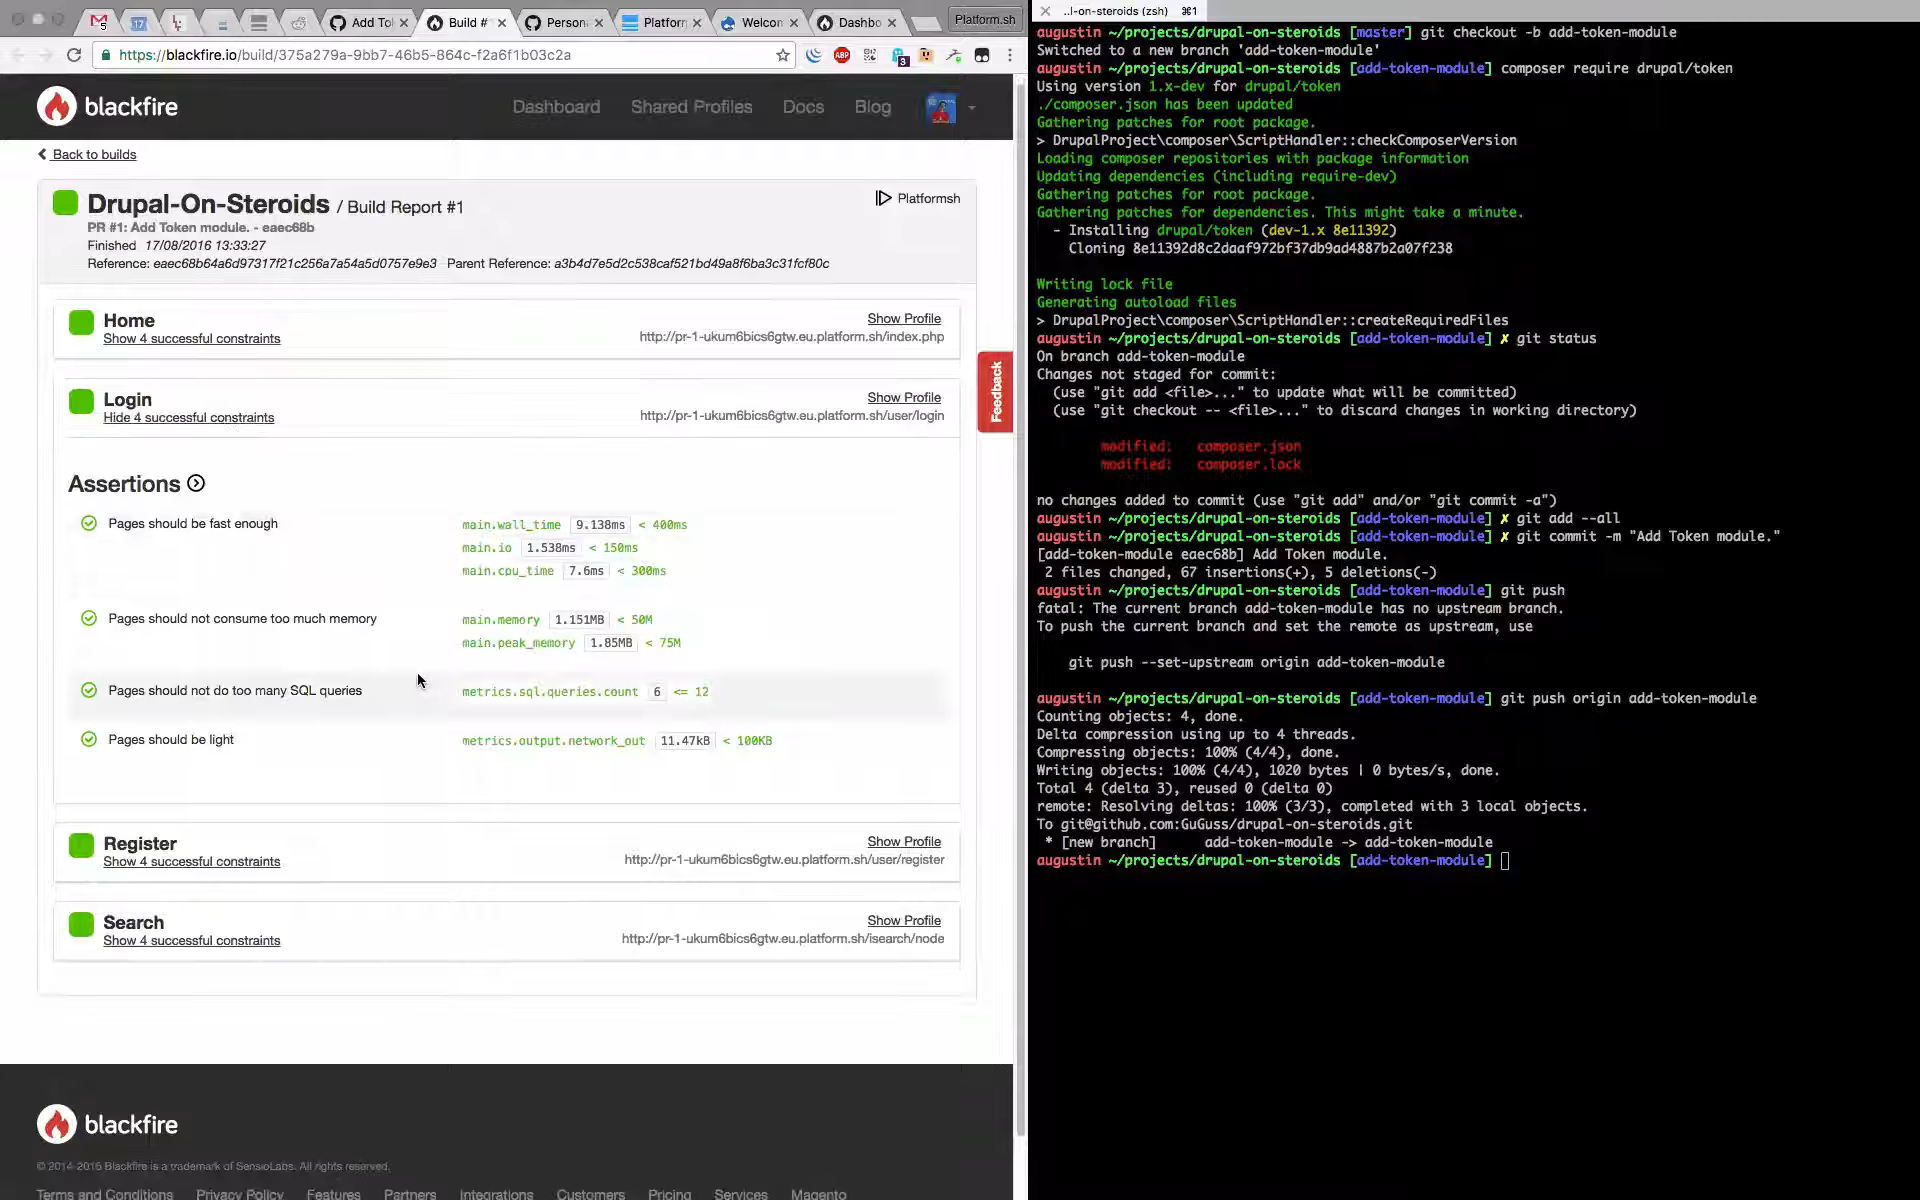 Add To
Build #
Person
Platform
Welcom
Dashbo
Platform.sh
https://blackfire.io/build/375a279a-9bb7-46b5-864c-f2a6f1b03c2a
blackfire
Dashboard
Shared Profiles
Docs
Blog
Back to builds
Drupal-On-Steroids / Build Report #1
Platformsh
PR #1: Add Token module. - eaec68b
Finished 17/08/2016 13:33:27
Reference: eaec68b64a6d97317f21c256a7a54a5d0757e9e3 Parent Reference: a3b4d7e5d2c538caf521bd49a8f6ba3c31fcf80c
Home
Show Profile
Show 4 successful constraints
http://pr-1-ukum6bics6gtw.eu.platform.sh/index.php
Login
Show Profile
Hide 4 successful constraints
http://pr-1-ukum6bics6gtw.eu.platform.sh/user/login
Feedback
Assertions
Pages should be fast enough
main.wall_time 9.138ms < 400ms
main.io 1.538ms < 150ms
main.cpu_time 7.6ms < 300ms
Pages should not consume too much memory
main.memory 1.151MB < 50M
main.peak_memory 1.85MB < 75M
Pages should not do too many SQL queries
metrics.sql.queries.count 6 <= 12
Pages should be light
metrics.output.network_out 11.47kB < 100KB
Register
Show Profile
Show 4 successful constraints
http://pr-1-ukum6bics6gtw.eu.platform.sh/user/register
Search
Show Profile
Show 4 successful constraints
http://pr-1-ukum6bics6gtw.eu.platform.sh/isearch/node
blackfire
© 2014-2016 Blackfire is a trademark of SensioLabs. All rights reserved.
Terms and Conditions Privacy Policy Features Partners Integrations Customers Pricing Services Magento
..l-on-steroids (zsh) ⌘1
augustin ~/projects/drupal-on-steroids [master] git checkout -b add-token-module
Switched to a new branch 'add-token-module'
augustin ~/projects/drupal-on-steroids [add-token-module] composer require drupal/token
Using version 1.x-dev for drupal/token
./composer.json has been updated
Gathering patches for root package.
> DrupalProject\composer\ScriptHandler::checkComposerVersion
Loading composer repositories with package information
Updating dependencies (including require-dev)
Gathering patches for root package.
Gathering patches for dependencies. This might take a minute.
- Installing drupal/token (dev-1.x 8e11392)
Cloning 8e11392d8c2daaf972bf37db9ad4887b2a07f238
Writing lock file
Generating autoload files
> DrupalProject\composer\ScriptHandler::createRequiredFiles
augustin ~/projects/drupal-on-steroids [add-token-module] ✗ git status
On branch add-token-module
Changes not staged for commit:
(use "git add <file>..." to update what will be committed)
(use "git checkout -- <file>..." to discard changes in working directory)
modified: composer.json
modified: composer.lock
no changes added to commit (use "git add" and/or "git commit -a")
augustin ~/projects/drupal-on-steroids [add-token-module] ✗ git add --all
augustin ~/projects/drupal-on-steroids [add-token-module] ✗ git commit -m "Add Token module."
[add-token-module eaec68b] Add Token module.
2 files changed, 67 insertions(+), 5 deletions(-)
augustin ~/projects/drupal-on-steroids [add-token-module] git push
fatal: The current branch add-token-module has no upstream branch.
To push the current branch and set the remote as upstream, use
git push --set-upstream origin add-token-module
augustin ~/projects/drupal-on-steroids [add-token-module] git push origin add-token-module
Counting objects: 4, done.
Delta compression using up to 4 threads.
Compressing objects: 100% (4/4), done.
Writing objects: 100% (4/4), 1020 bytes | 0 bytes/s, done.
Total 4 (delta 3), reused 0 (delta 0)
remote: Resolving deltas: 100% (3/3), completed with 3 local objects.
To git@github.com:GuGuss/drupal-on-steroids.git
* [new branch] add-token-module -> add-token-module
augustin ~/projects/drupal-on-steroids [add-token-module]